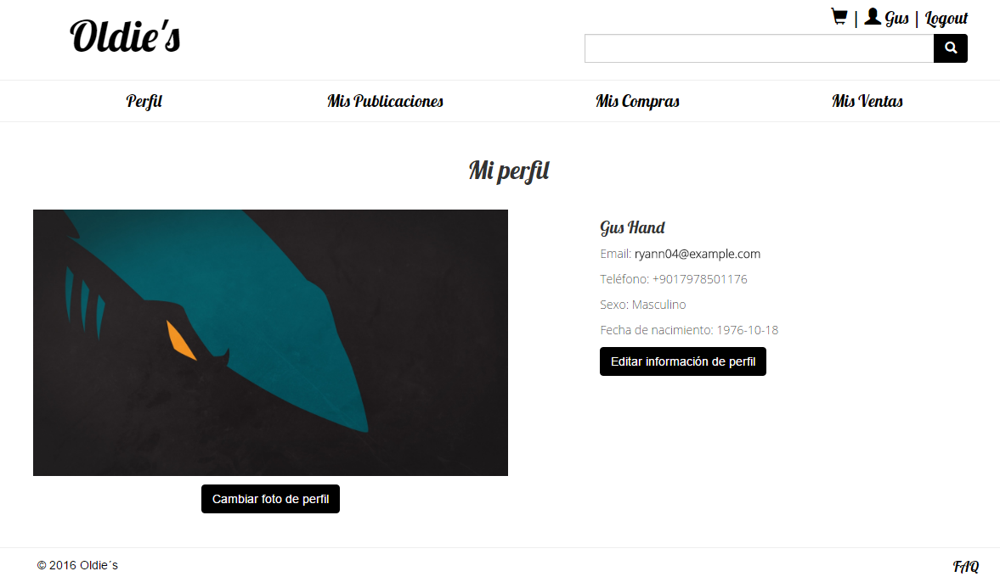 Oldie's
| Gus | Logout
Perfil Mis Publicaciones Mis Compras Mis Ventas
Mi perfil
Gus Hand
Email: ryann04@example.com
Teléfono: +9017978501176
Sexo: Masculino
Fecha de nacimiento: 1976-10-18
Editar información de perfil
Cambiar foto de perfil
© 2016 Oldie´s
FAQ